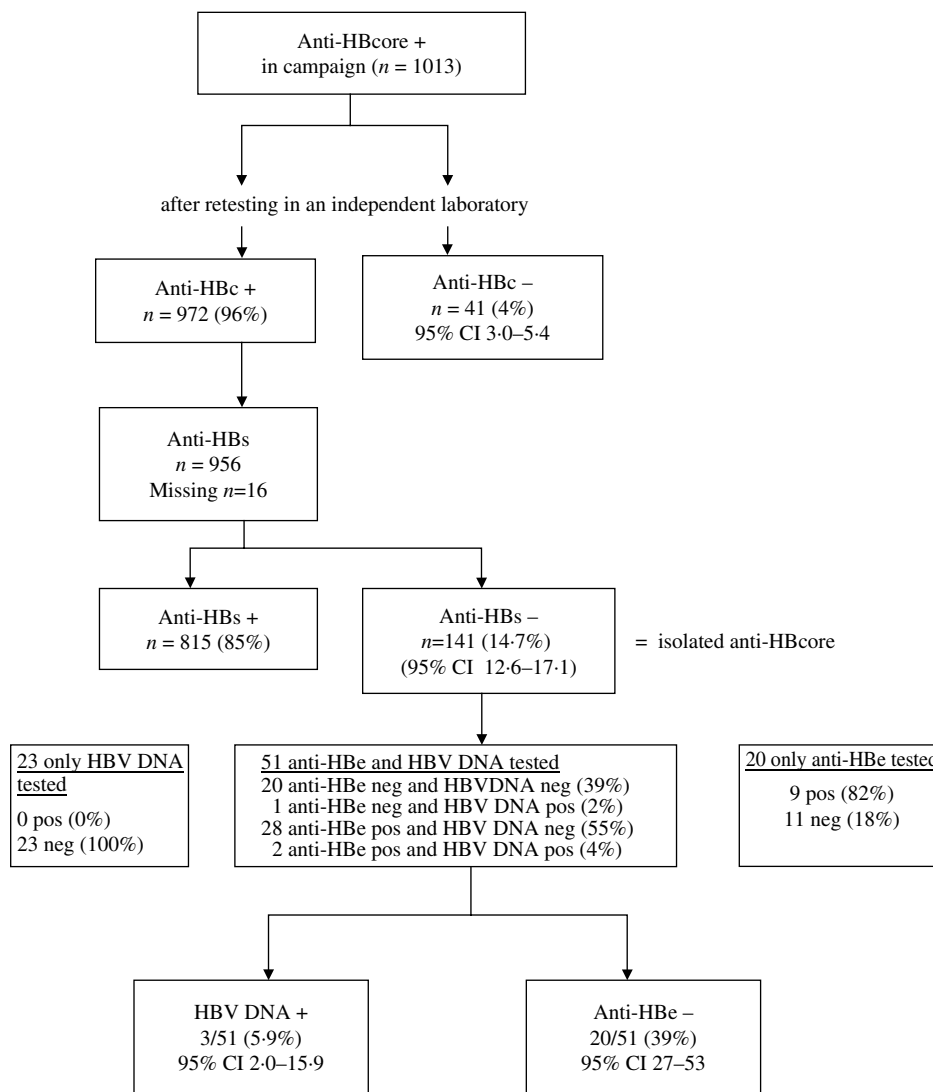 Anti-HBcore +
in campaign (n = 1013)
after retesting in an independent laboratory
Anti-HBc +
n = 972 (96%)
Anti-HBc –
n = 41 (4%)
95% CI 3·0–5·4
Anti-HBs
n = 956
Missing n=16
Anti-HBs +
n = 815 (85%)
Anti-HBs –
n=141 (14·7%)
(95% CI 12·6–17·1)
= isolated anti-HBcore
23 only HBV DNA
tested
0 pos (0%)
23 neg (100%)
51 anti-HBe and HBV DNA tested
20 anti-HBe neg and HBVDNA neg (39%)
1 anti-HBe neg and HBV DNA pos (2%)
28 anti-HBe pos and HBV DNA neg (55%)
2 anti-HBe pos and HBV DNA pos (4%)
20 only anti-HBe tested
9 pos (82%)
11 neg (18%)
HBV DNA +
3/51 (5·9%)
95% CI 2·0–15·9
Anti-HBe –
20/51 (39%)
95% CI 27–53